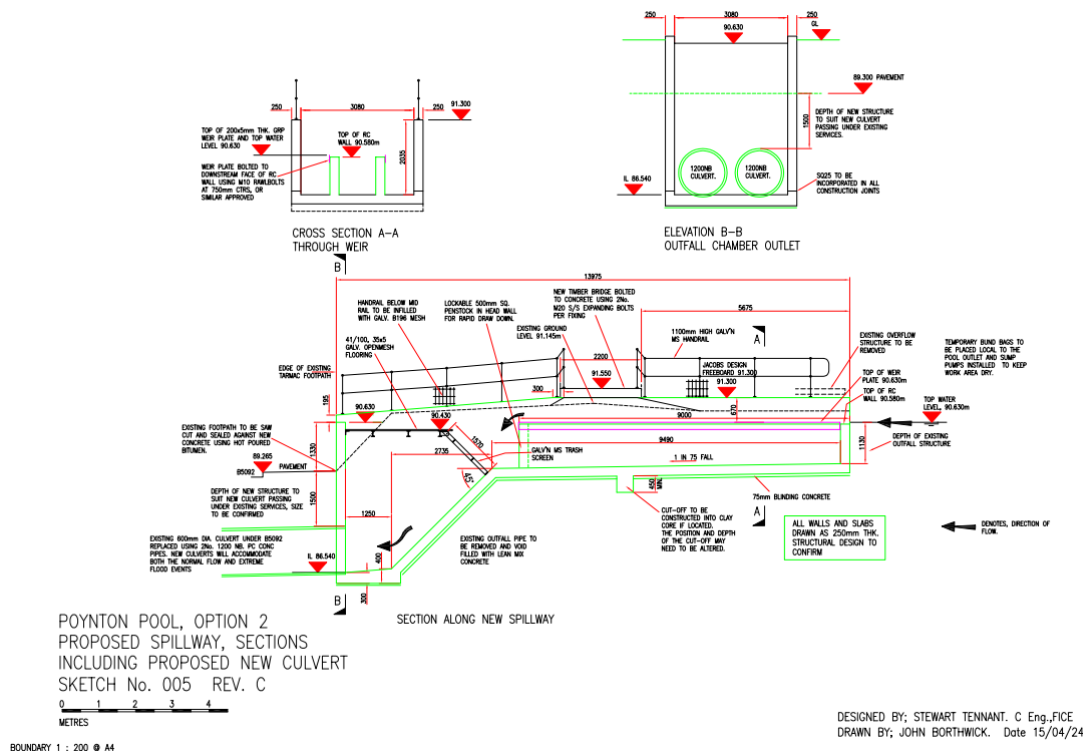 250
3080
250
90.630
GL
89.300 PAVEMENT
1500
DEPTH OF NEW STRUCTURE
TO SUIT NEW CULVERT
PASSING UNDER EXISTING
SERVICES.
1200NB
CULVERT.
1200NB
CULVERT.
IL 86.540
SQ25 TO BE
INCORPORATED IN ALL
CONSTRUCTION JOINTS
ELEVATION B-B
OUTFALL CHAMBER OUTLET
250
3080
250
91.300
TOP OF 200x5mm THK. GRP
WEIR PLATE AND TOP WATER
LEVEL 90.630
TOP OF RC
WALL 90.580m
2035
WEIR PLATE BOLTED TO
DOWNSTREAM FACE OF RC
WALL USING M10 RAWLBOLTS
AT 750mm CTRS, OR
SIMILAR APPROVED
CROSS SECTION A-A
THROUGH WEIR
B
13975
HANDRAIL BELOW MID
RAIL TO BE INFILLED
WITH GALV. B196 MESH
LOCKABLE 500mm SQ.
PENSTOCK IN HEAD WALL
FOR RAPID DRAW DOWN.
NEW TIMBER BRIDGE BOLTED
TO CONCRETE USING 2No.
M20 S/S EXPANDING BOLTS
PER FIXING
5675
EXISTING GROUND
LEVEL 91.145m
1100mm HIGH GALV'N
MS HANDRAIL
A
EXISTING OVERFLOW
STRUCTURE TO BE
REMOVED
TEMPORARY BUND BAGS TO
BE PLACED LOCAL TO THE
POOL OUTLET AND SUMP
PUMPS INSTALLED TO KEEP
WORK AREA DRY.
41/100, 35x5
GALV. OPENMESH
FLOORING
2200
JACOBS DESIGN
FREEBOARD 91.300
EDGE OF EXISTING
TARMAC FOOTPATH
300
91.550
91.300
TOP OF WEIR
PLATE 90.630m
TOP OF RC
WALL 90.580m
TOP WATER
LEVEL, 90.630m
195
90.630
90.430
670
9000
EXISTING FOOTPATH TO BE SAW
CUT AND SEALED AGAINST NEW
CONCRETE USING HOT POURED
BITUMEN.
1330
1570
2735
GALV'N MS TRASH
SCREEN
9490
1 IN 75 FALL
1130
DEPTH OF EXISTING
OUTFALL STRUCTURE
89.265
B5092
PAVEMENT
45°
450
MIN.
75mm BLINDING CONCRETE
DEPTH OF NEW STRUCTURE TO
SUIT NEW CULVERT PASSING
UNDER EXISTING SERVICES, SIZE
TO BE CONFIRMED
1500
1250
CUT-OFF TO BE
CONSTRUCTED INTO CLAY
CORE IF LOCATED.
THE POSITION AND DEPTH
OF THE CUT-OFF MAY
NEED TO BE ALTERED.
A
ALL WALLS AND SLABS
DRAWN AS 250mm THK.
STRUCTURAL DESIGN TO
CONFIRM
DENOTES, DIRECTION OF
FLOW.
EXISTING 600mm DIA. CULVERT UNDER B5092
REPLACED USING 2No. 1200 NB. PC CONC
PIPES. NEW CULVERTS WILL ACCOMMODATE
BOTH THE NORMAL FLOW AND EXTREME
FLOOD EVENTS
IL 86.540
400
EXISTING OUTFALL PIPE TO
BE REMOVED AND VOID
FILLED WITH LEAN MIX
CONCRETE
300
B
SECTION ALONG NEW SPILLWAY
POYNTON POOL, OPTION 2
PROPOSED SPILLWAY, SECTIONS
INCLUDING PROPOSED NEW CULVERT
SKETCH No. 005 REV. C
0 1 2 3 4
METRES
BOUNDARY 1 : 200 @ A4
DESIGNED BY; STEWART TENNANT. C Eng.,FICE
DRAWN BY; JOHN BORTHWICK. Date 15/04/24